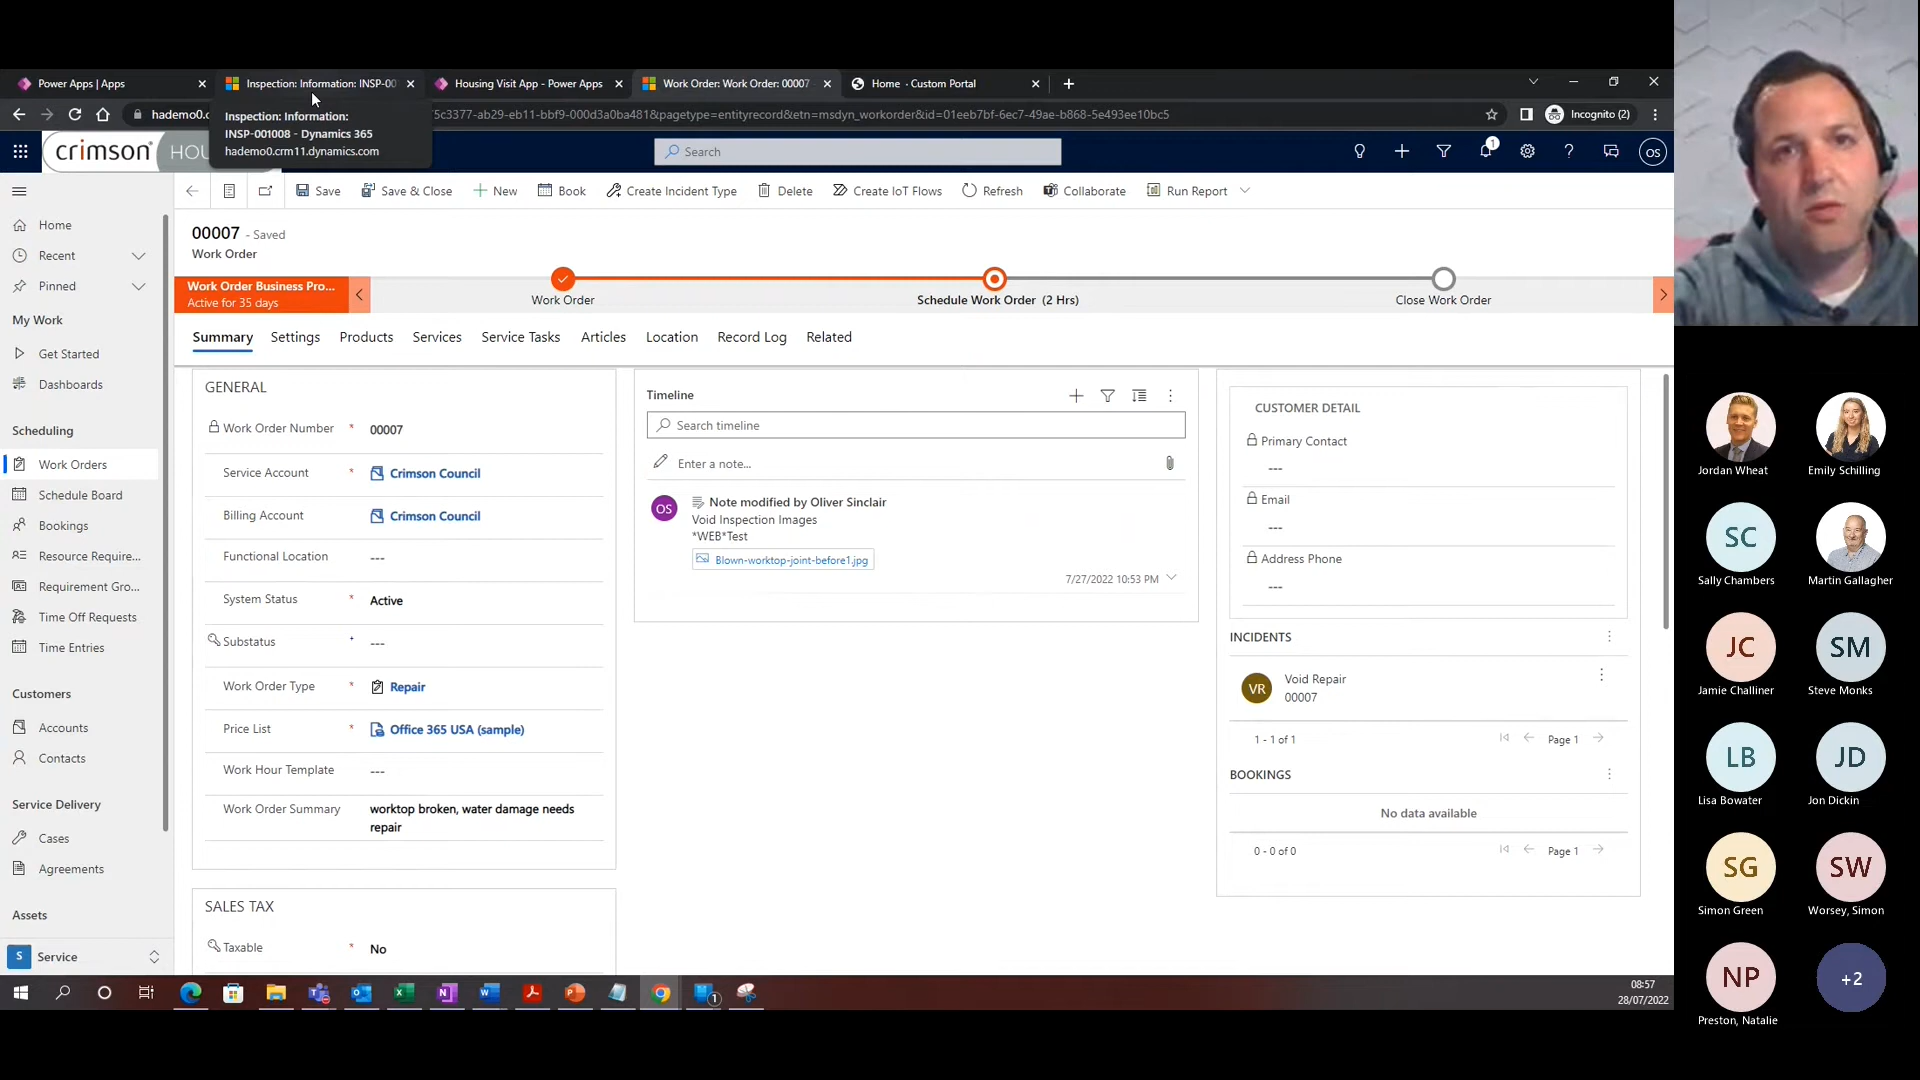 Power Apps | Apps
Inspection: Information: INSP-00
Housing Visit App - Power Apps
Work Order: Work Order: 00007
Home · Custom Portal
hademo0.c
5c3377-ab29-eb11-bbf9-000d3a0ba481&pagetype=entityrecord&etn=msdyn_workorder&id=01eeb7bf-6ec7-49ae-b868-5e493ee10bc5
Incognito (2)
Inspection: Information:
INSP-001008 - Dynamics 365
hademo0.crm11.dynamics.com
crimson
HOU
Search
1
OS
Save
Save & Close
New
Book
Create Incident Type
Delete
Create IoT Flows
Refresh
Collaborate
Run Report
Home
Recent
Pinned
My Work
Get Started
Dashboards
Scheduling
Work Orders
Schedule Board
Bookings
Resource Require...
Requirement Gro...
Time Off Requests
Time Entries
Customers
Accounts
Contacts
Service Delivery
Cases
Agreements
Assets
S
Service
00007 - Saved
Work Order
Work Order Business Pro...
Active for 35 days
Work Order
Schedule Work Order (2 Hrs)
Close Work Order
Summary
Settings
Products
Services
Service Tasks
Articles
Location
Record Log
Related
GENERAL
Work Order Number * 00007
Service Account * Crimson Council
Billing Account * Crimson Council
Functional Location ---
System Status * Active
Substatus + ---
Work Order Type * Repair
Price List * Office 365 USA (sample)
Work Hour Template ---
Work Order Summary worktop broken, water damage needs
repair
SALES TAX
Taxable * No
Timeline
Search timeline
Enter a note...
OS
Note modified by Oliver Sinclair
Void Inspection Images
*WEB*Test
Blown-worktop-joint-before1.jpg
7/27/2022 10:53 PM
CUSTOMER DETAIL
Primary Contact
---
Email
---
Address Phone
---
INCIDENTS
VR
Void Repair
00007
1 - 1 of 1
Page 1
BOOKINGS
No data available
0 - 0 of 0
Page 1
1
08:57
28/07/2022
Jordan Wheat
Emily Schilling
SC
Sally Chambers
Martin Gallagher
JC
Jamie Challiner
SM
Steve Monks
LB
Lisa Bowater
JD
Jon Dickin
SG
Simon Green
SW
Worsey, Simon
NP
Preston, Natalie
+2